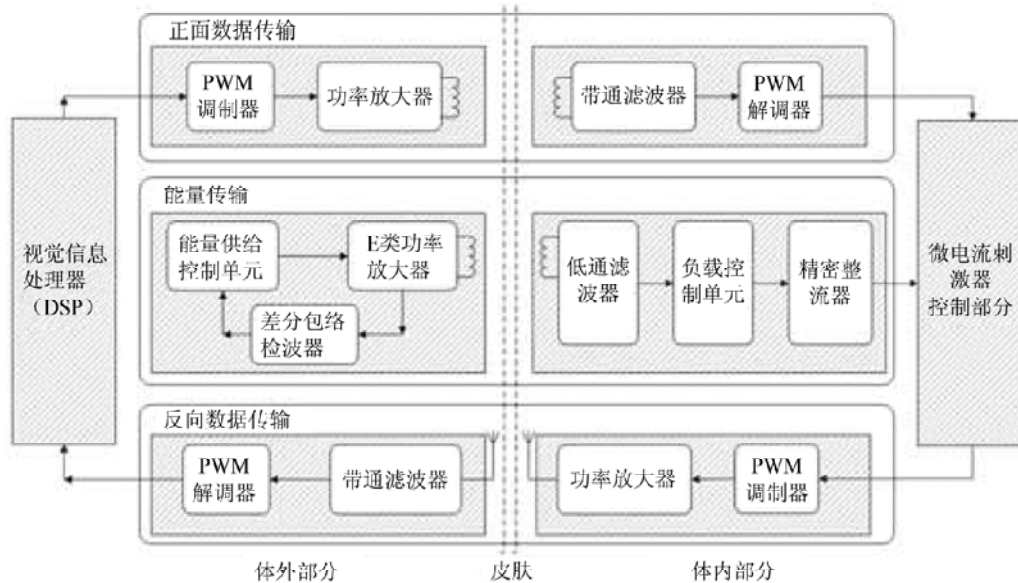 正面数据传输
PWM
调制器
功率放大器
带通滤波器
PWM
解调器
视觉信息
处理器
（DSP）
能量传输
能量供给
控制单元
E类功率
放大器
差分包络
检波器
低通滤
波器
负载控
制单元
精密整
流器
微电流刺
激器
控制部分
反向数据传输
PWM
解调器
带通滤波器
功率放大器
PWM
调制器
体外部分
皮肤
体内部分